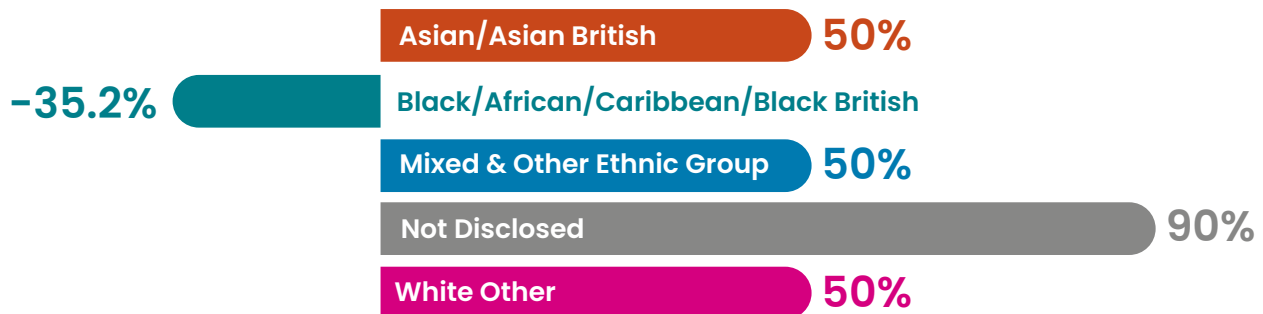 Asian/Asian British 50%
-35.2% Black/African/Caribbean/Black British
Mixed & Other Ethnic Group 50%
Not Disclosed 90%
White Other 50%